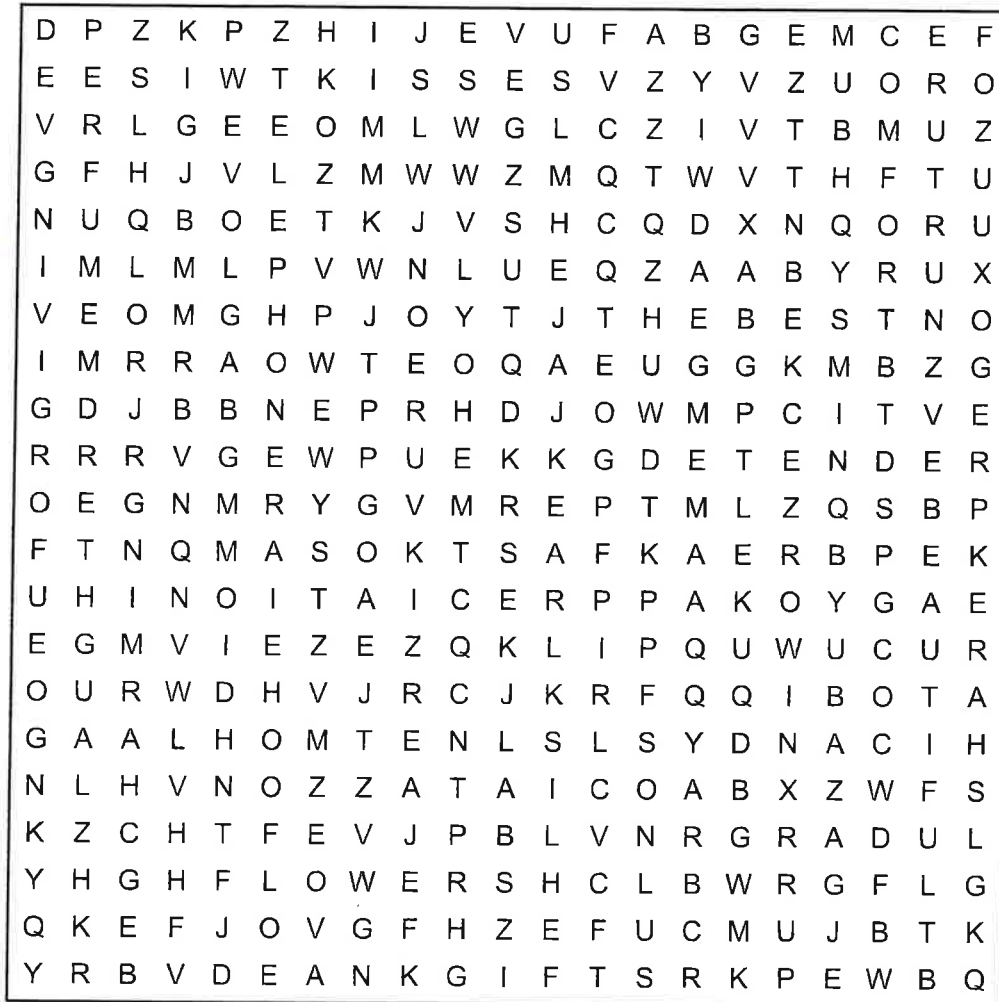 D P Z K P Z H I J E V U F A B G E M C E F
E E S I W T K I S S E S V Z Y V Z U O R O
V R L G E E O M L W G L C Z I V T B M U Z
G F H J V L Z M W W Z M Q T W V T H F T U
N U Q B O E T K J V S H C Q D X N Q O R U
I M L M L P V W N L U E Q Z A A B Y R U X
V E O M G H P J O Y T J T H E B E S T N O
I M R R A O W T E O Q A E U G G K M B Z G
G D J B B N E P R H D J O W M P C I T V E
R R R V G E W P U E K K G D E T E N D E R
O E G N M R Y G V M R E P T M L Z Q S B P
F T N Q M A S O K T S A F K A E R B P E K
U H I N O I T A I C E R P P A K O Y G A E
E G M V I E Z E Z Q K L I P Q U W U C U R
O U R W D H V J R C J K R F Q Q I B O T A
G A A L H O M T E N L S L S Y D N A C I H
N L H V N O Z Z A T A I C O A B X Z W F S
K Z C H T F E V J P B L V N R G R A D U L
Y H G H F L O W E R S H C L B W R G F L G
Q K E F J O V G F H Z E F U C M U J B T K
Y R B V D E A N K G I F T S R K P E W B Q